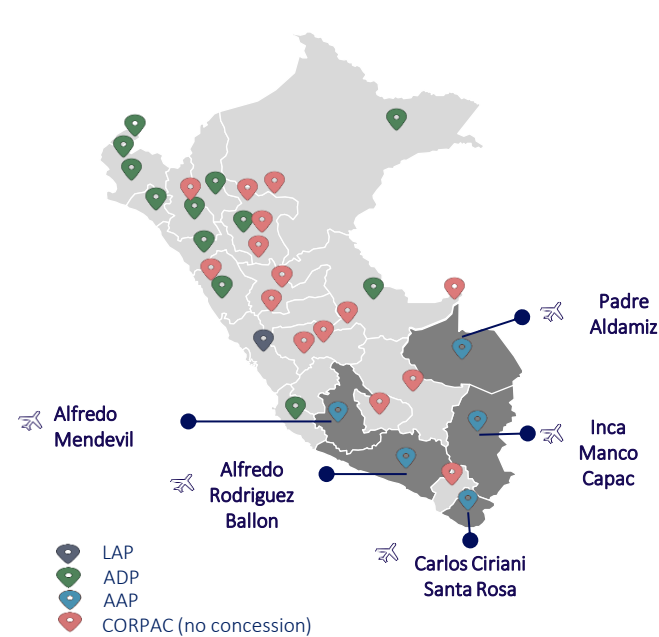 Padre
Aldamiz
Alfredo
Mendevil
Inca
Manco
Capac
Alfredo
Rodriguez
Ballon
Carlos Ciriani
Santa Rosa
LAP
ADP
AAP
CORPAC (no concession)